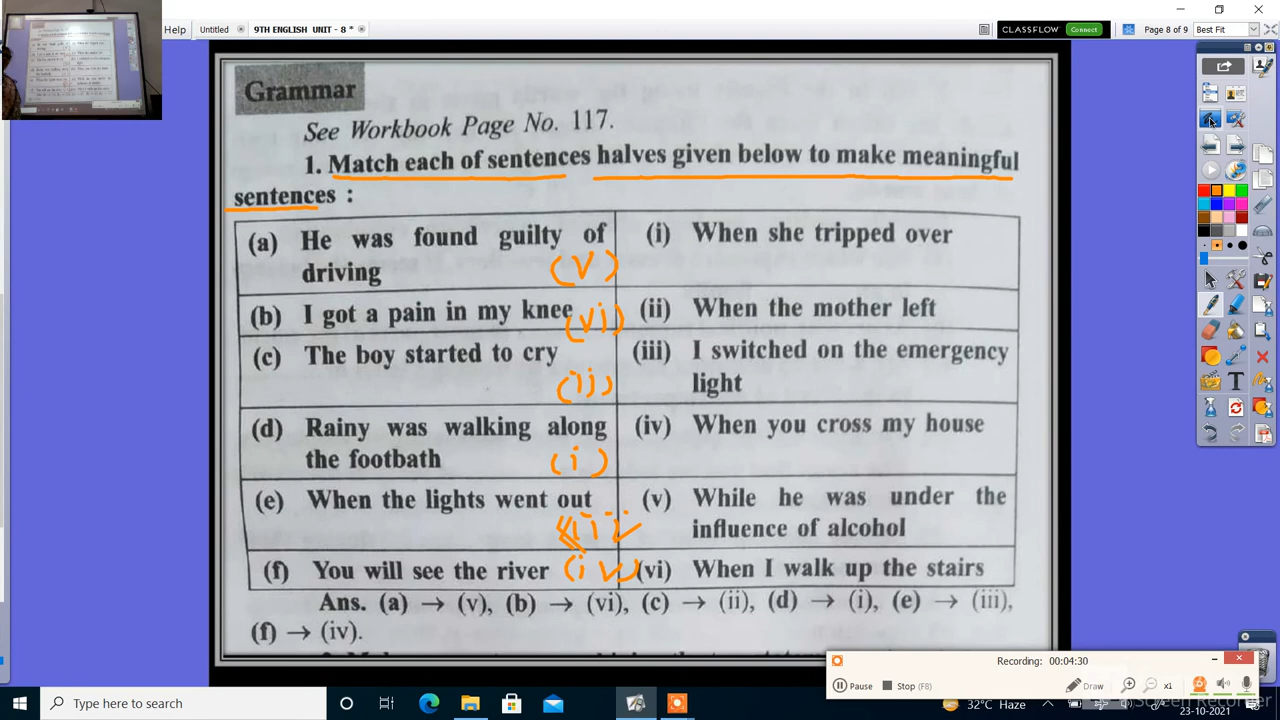 Help Untitled 9TH ENGLISH UNIT - 8 * CLASSFLOW Connect Page 8 of 9 Best Fit
Grammar
See Workbook Page No. 117.
1. Match each of sentences halves given below to make meaningful
sentences :
(a) He was found guilty of
driving (V)
(i) When she tripped over
(b) I got a pain in my knee (vi)
(ii) When the mother left
(c) The boy started to cry
(ii)
(iii) I switched on the emergency
light
(d) Rainy was walking along
the footbath (i)
(iv) When you cross my house
(e) When the lights went out
(v) While he was under the
influence of alcohol
(f) You will see the river (iv)
(vi) When I walk up the stairs
Ans. (a) → (v), (b) → (vi), (c) → (ii), (d) → (i), (e) → (iii),
(f) → (iv).
Recording: 00:04:30
Pause Stop (F8) Draw x1
Type here to search
32°C Haze
23-10-2021